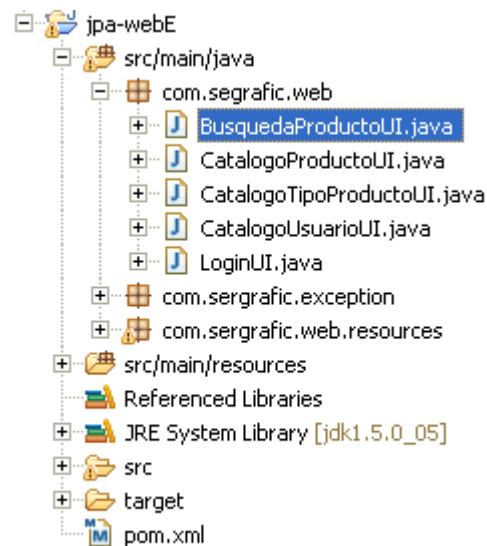 jpa-webE
src/main/java
com.segrafic.web
BusquedaProductoUI.java
CatalogoProductoUI.java
CatalogoTipoProductoUI.java
CatalogoUsuarioUI.java
LoginUI.java
com.sergrafic.exception
com.sergrafic.web.resources
src/main/resources
Referenced Libraries
JRE System Library [jdk1.5.0_05]
src
target
pom.xml